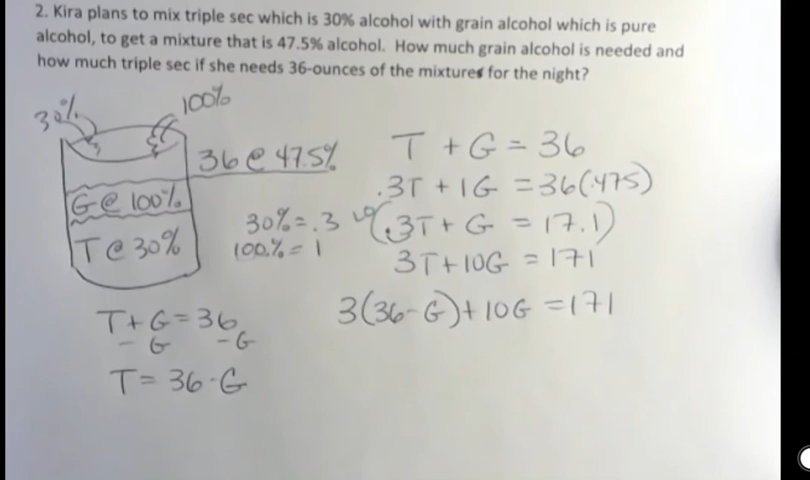 2. Kira plans to mix triple sec which is 30% alcohol with grain alcohol which is pure
alcohol, to get a mixture that is 47.5% alcohol. How much grain alcohol is needed and
how much triple sec if she needs 36-ounces of the mixtures for the night?
30% 100%
36 @ 47.5%
G @ 100%
T @ 30%
30% = .3
100.% = 1
T + G = 36
.3T + 1G = 36(.475)
10(.3T + G = 17.1)
3T + 10G = 171
3(36-G) + 10G = 171
T + G = 36
- G -G
T = 36-G